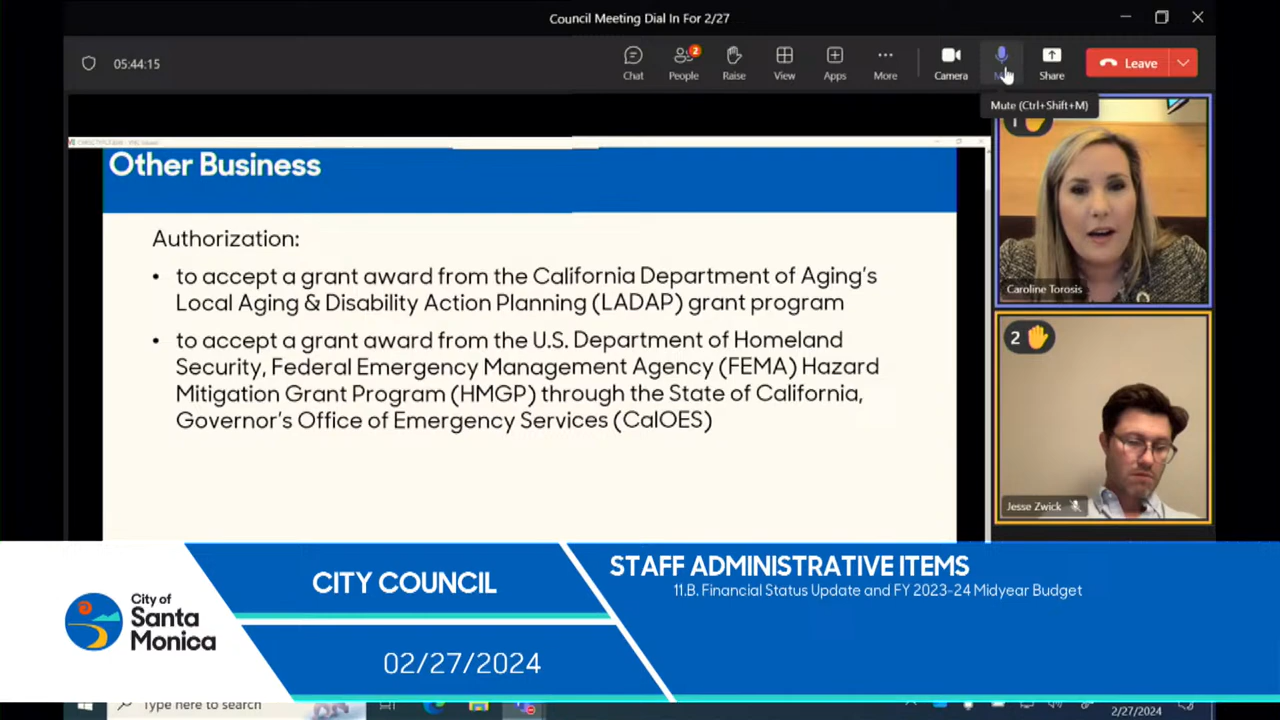 Council Meeting Dial In For 2/27
05:44:15
2
Chat
People
Raise
View
Apps
More
Camera
Share
Leave
Mute (Ctrl+Shift+M)
Other Business
Authorization:
• to accept a grant award from the California Department of Aging's
Local Aging & Disability Action Planning (LADAP) grant program
• to accept a grant award from the U.S. Department of Homeland
Security, Federal Emergency Management Agency (FEMA) Hazard
Mitigation Grant Program (HMGP) through the State of California,
Governor's Office of Emergency Services (CalOES)
1
Caroline Torosis
2
Jesse Zwick
City of
Santa
Monica
CITY COUNCIL
02/27/2024
STAFF ADMINISTRATIVE ITEMS
11.B. Financial Status Update and FY 2023-24 Midyear Budget
Type here to search
2/27/2024